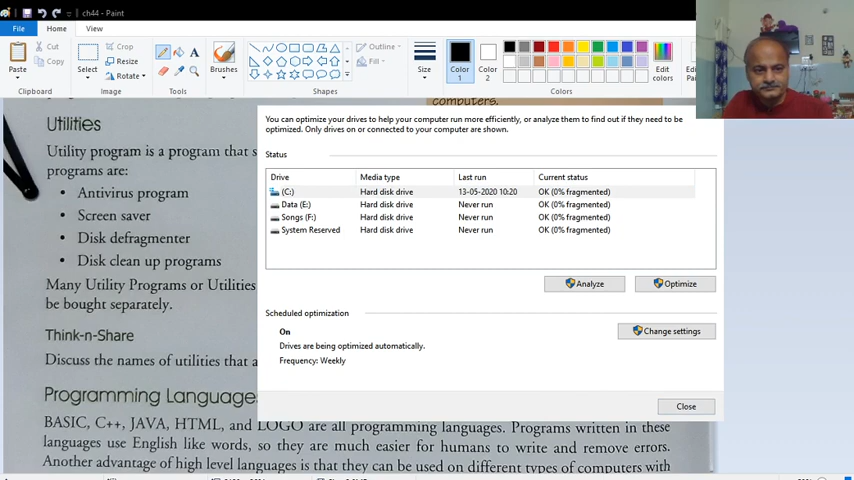 ch44 - Paint
File Home View
Paste Cut Copy Clipboard
Select Crop Resize Rotate Image
Tools
Brushes
Outline Fill Shapes
Size
Color 1 Color 2 Edit colors Colors
computers.
Utilities
Utility program is a program that s
programs are:
• Antivirus program
• Screen saver
• Disk defragmenter
• Disk clean up programs
Many Utility Programs or Utilities
be bought separately.
Think-n-Share
Discuss the names of utilities that a
Programming Language
BASIC, C++, JAVA, HTML, and LOGO are all programming languages. Programs written in these
languages use English like words, so they are much easier for humans to write and remove errors.
Another advantage of high level languages is that they can be used on different types of computers with
You can optimize your drives to help your computer run more efficiently, or analyze them to find out if they need to be
optimized. Only drives on or connected to your computer are shown.
Status
Drive Media type Last run Current status
(C:) Hard disk drive 13-05-2020 10:20 OK (0% fragmented)
Data (E:) Hard disk drive Never run OK (0% fragmented)
Songs (F:) Hard disk drive Never run OK (0% fragmented)
System Reserved Hard disk drive Never run OK (0% fragmented)
Analyze Optimize
Scheduled optimization
On
Change settings
Drives are being optimized automatically.
Frequency: Weekly
Close